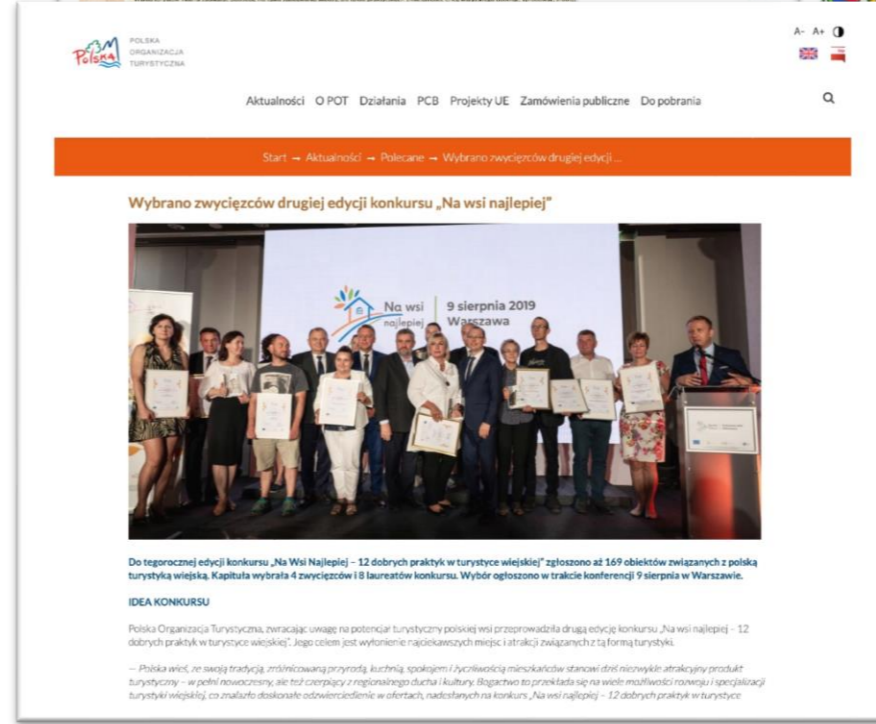 A- A+
Polska
POLSKA
ORGANIZACJA
TURYSTYCZNA
Aktualności O POT Działania PCB Projekty UE Zamówienia publiczne Do pobrania
Start → Aktualności → Polecane → Wybrano zwycięzców drugiej edycji ...
Wybrano zwycięzców drugiej edycji konkursu „Na wsi najlepiej”
Na wsi
najlepiej
9 sierpnia 2019
Warszawa
Do tegorocznej edycji konkursu „Na Wsi Najlepiej – 12 dobrych praktyk w turystyce wiejskiej” zgłoszono aż 169 obiektów związanych z polską
turystyką wiejską. Kapituła wybrała 4 zwycięzców i 8 laureatów konkursu. Wybór ogłoszono w trakcie konferencji 9 sierpnia w Warszawie.
IDEA KONKURSU
Polska Organizacja Turystyczna, zwracając uwagę na potencjał turystyczny polskiej wsi przeprowadziła drugą edycję konkursu „Na wsi najlepiej – 12
dobrych praktyk w turystyce wiejskiej”. Jego celem jest wyłonienie najciekawszych miejsc i atrakcji związanych z tą formą turystyki.
— Polska wieś, ze swoją tradycją, zróżnicowaną przyrodą, kuchnią, spokojem i życzliwością mieszkańców stanowi dziś niezwykle atrakcyjny produkt
turystyczny – w pełni nowoczesny, ale też czerpiący z regionalnego ducha i kultury. Bogactwo to przekłada się na wiele możliwości rozwoju i specjalizacji
turystyki wiejskiej, co znalazło doskonałe odzwierciedlenie w ofertach, nadesłanych na konkurs „Na wsi najlepiej – 12 dobrych praktyk w turystyce